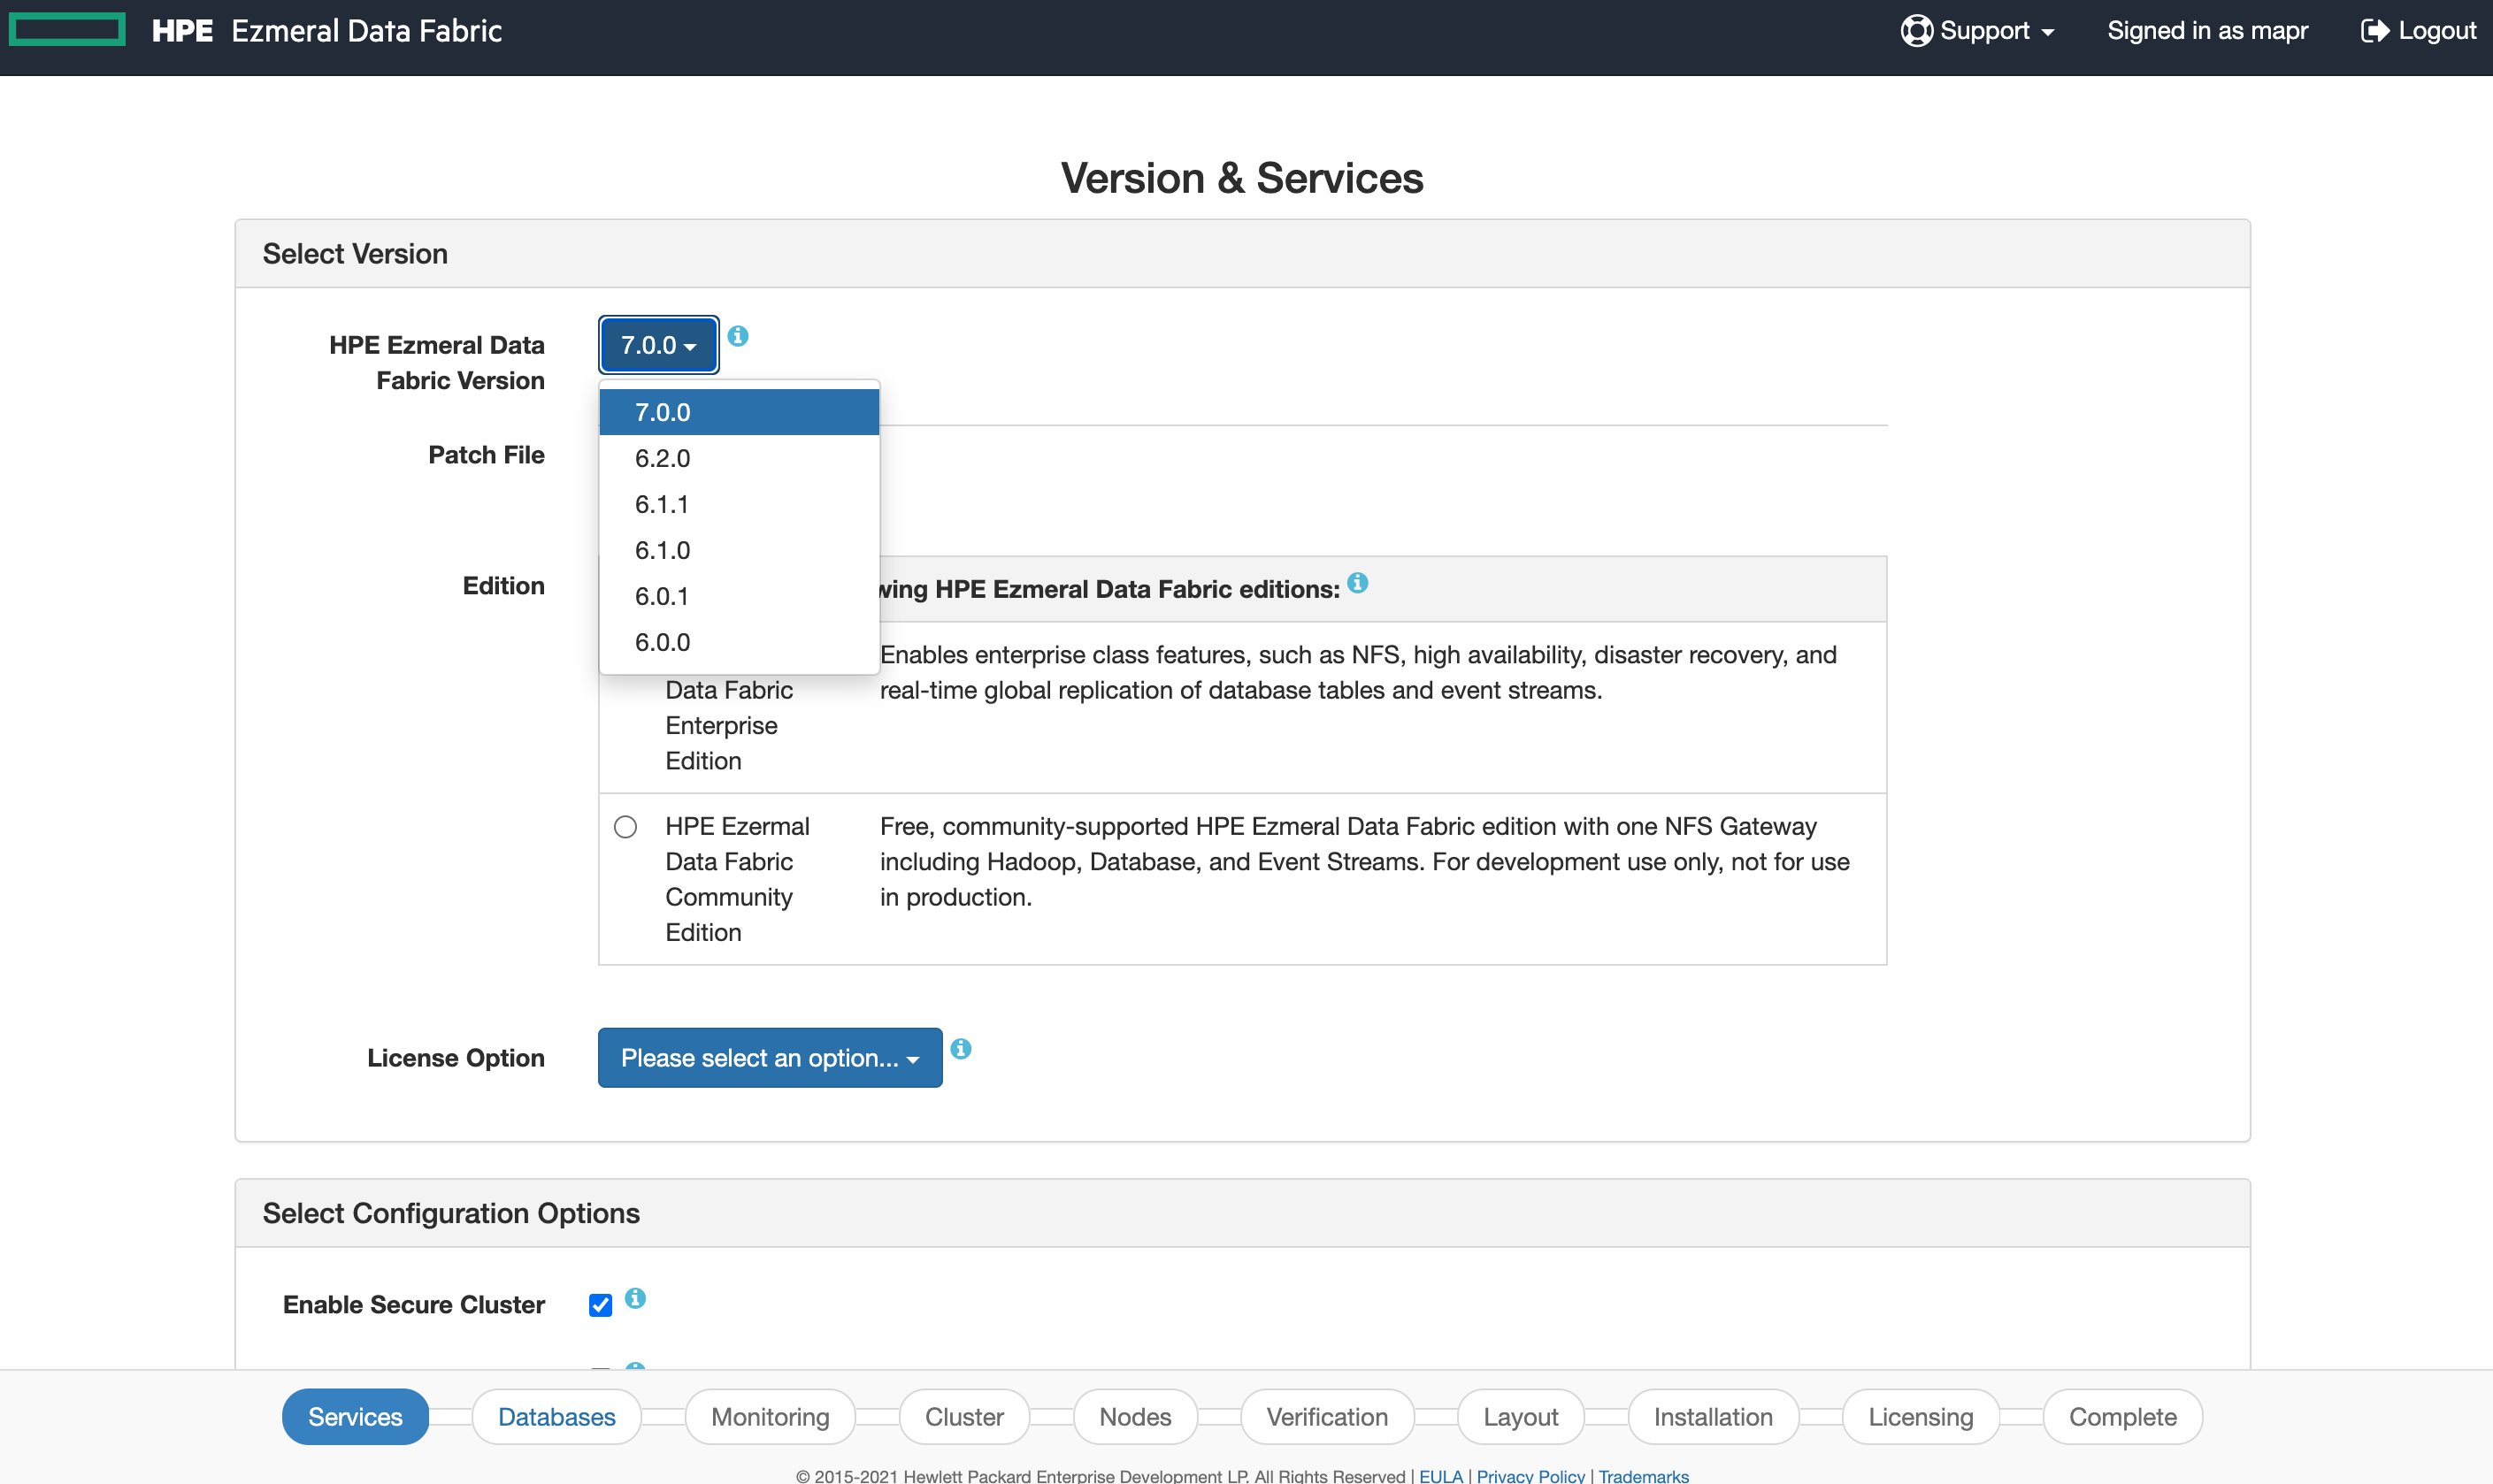 HPE Ezmeral Data Fabric
Support
Signed in as mapr
Logout
Version & Services
Select Version
HPE Ezmeral Data
Fabric Version
7.0.0
7.0.0
6.2.0
6.1.1
6.1.0
6.0.1
6.0.0
Patch File
Edition
wing HPE Ezmeral Data Fabric editions:
Data Fabric
Enterprise
Edition
Enables enterprise class features, such as NFS, high availability, disaster recovery, and
real-time global replication of database tables and event streams.
HPE Ezermal
Data Fabric
Community
Edition
Free, community-supported HPE Ezmeral Data Fabric edition with one NFS Gateway
including Hadoop, Database, and Event Streams. For development use only, not for use
in production.
License Option
Please select an option...
Select Configuration Options
Enable Secure Cluster
Services
Databases
Monitoring
Cluster
Nodes
Verification
Layout
Installation
Licensing
Complete
© 2015-2021 Hewlett Packard Enterprise Development LP. All Rights Reserved | EULA | Privacy Policy | Trademarks